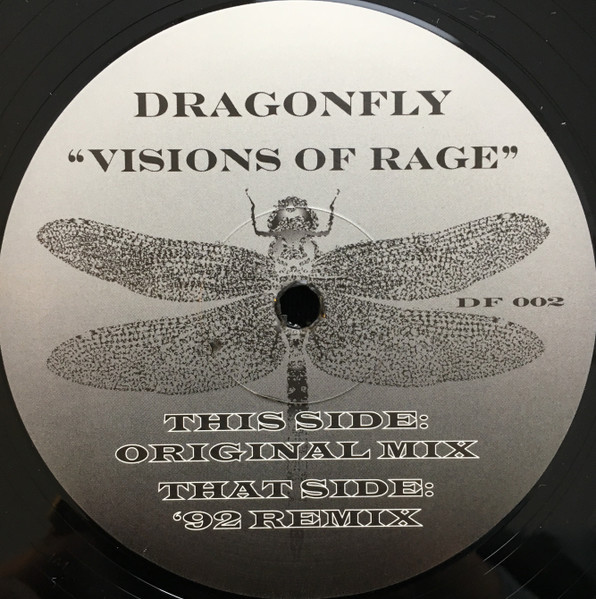 DRAGONFLY
“VISIONS OF RAGE”
DF 002
THIS SIDE:
ORIGINAL MIX
THAT SIDE:
‘92 REMIX